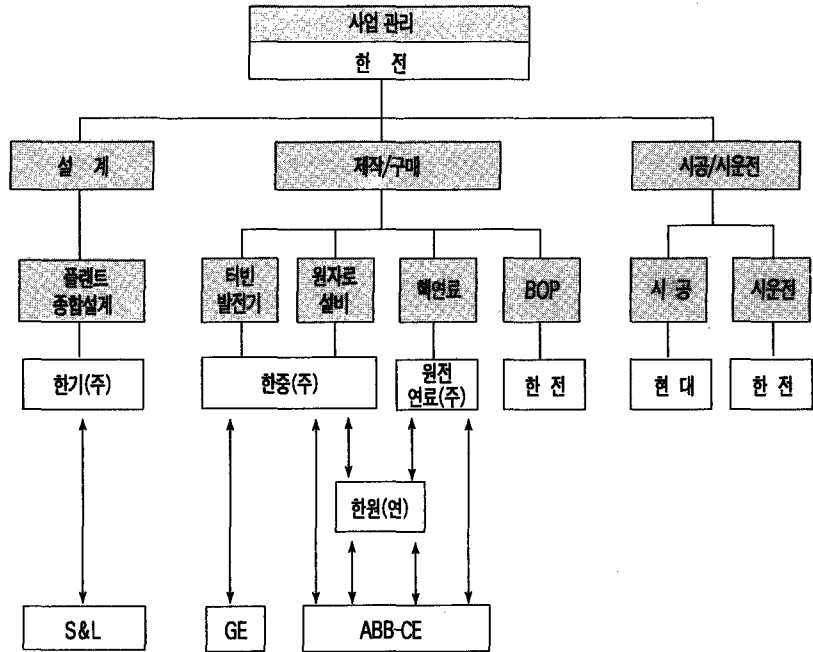 사업 관리
한 전
설 계
제작/구매
시공/시운전
플랜트
종합설계
터빈
발전기
원자로
설비
핵연료
BOP
시 공
시운전
한기(주)
한중(주)
원전
연료(주)
한 전
현 대
한 전
한원(연)
S&L
GE
ABB-CE